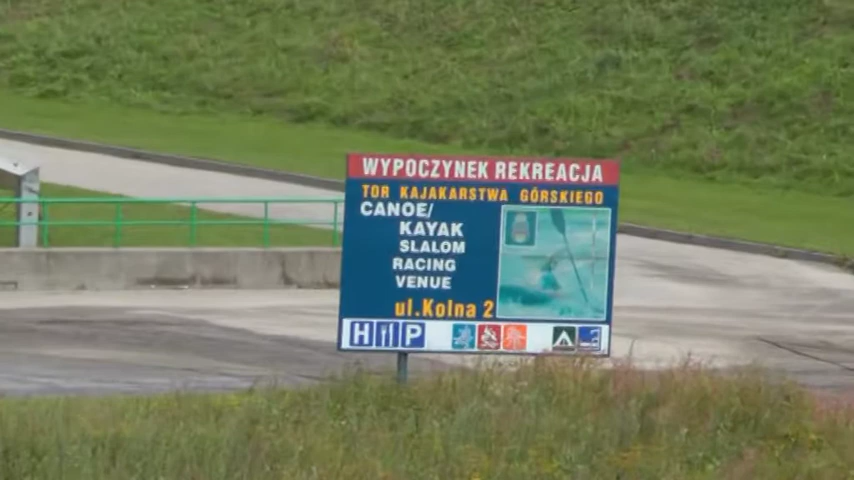 WYPOCZYNEK REKREACJA
TOR KAJAKARSTWA GÓRSKIEGO
CANOE/
KAYAK
SLALOM
RACING
VENUE
ul.Kolna 2
H P